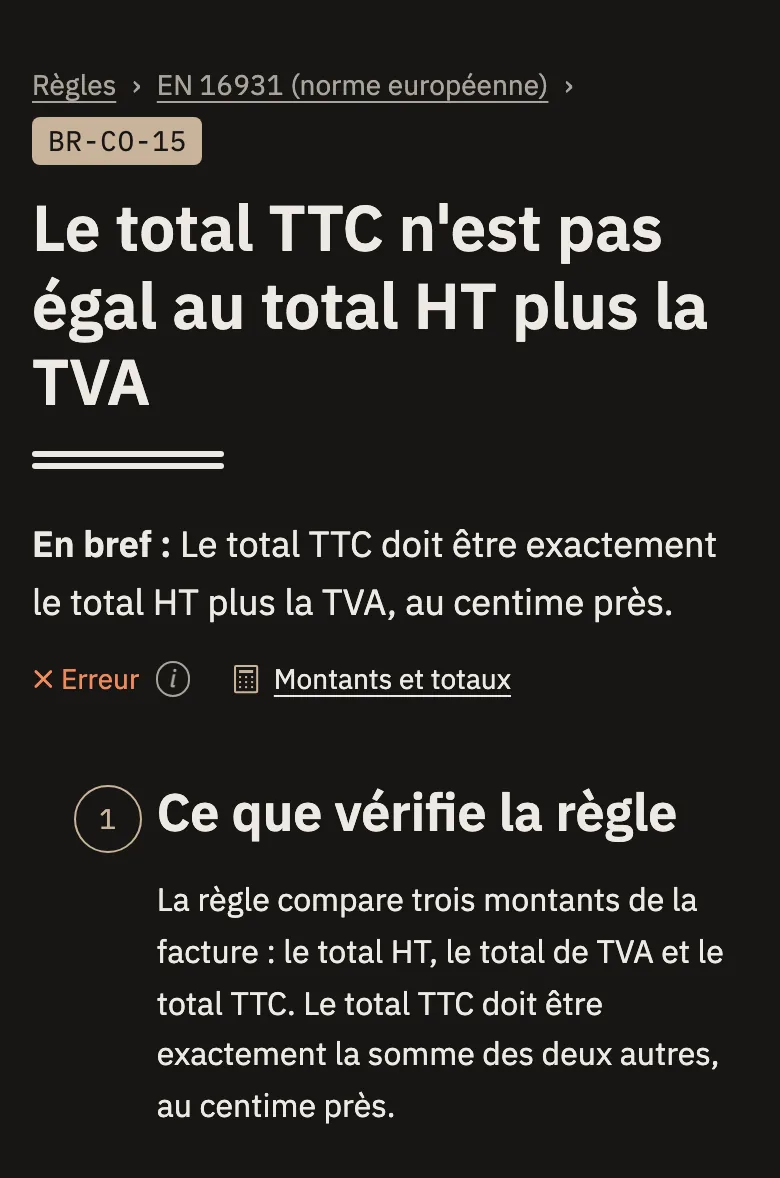 Règles › EN 16931 (norme européenne) ›
BR-CO-15
Le total TTC n'est pas
égal au total HT plus la
TVA
En bref : Le total TTC doit être exactement
le total HT plus la TVA, au centime près.
× Erreur i Montants et totaux
1 Ce que vérifie la règle
La règle compare trois montants de la
facture : le total HT, le total de TVA et le
total TTC. Le total TTC doit être
exactement la somme des deux autres,
au centime près.